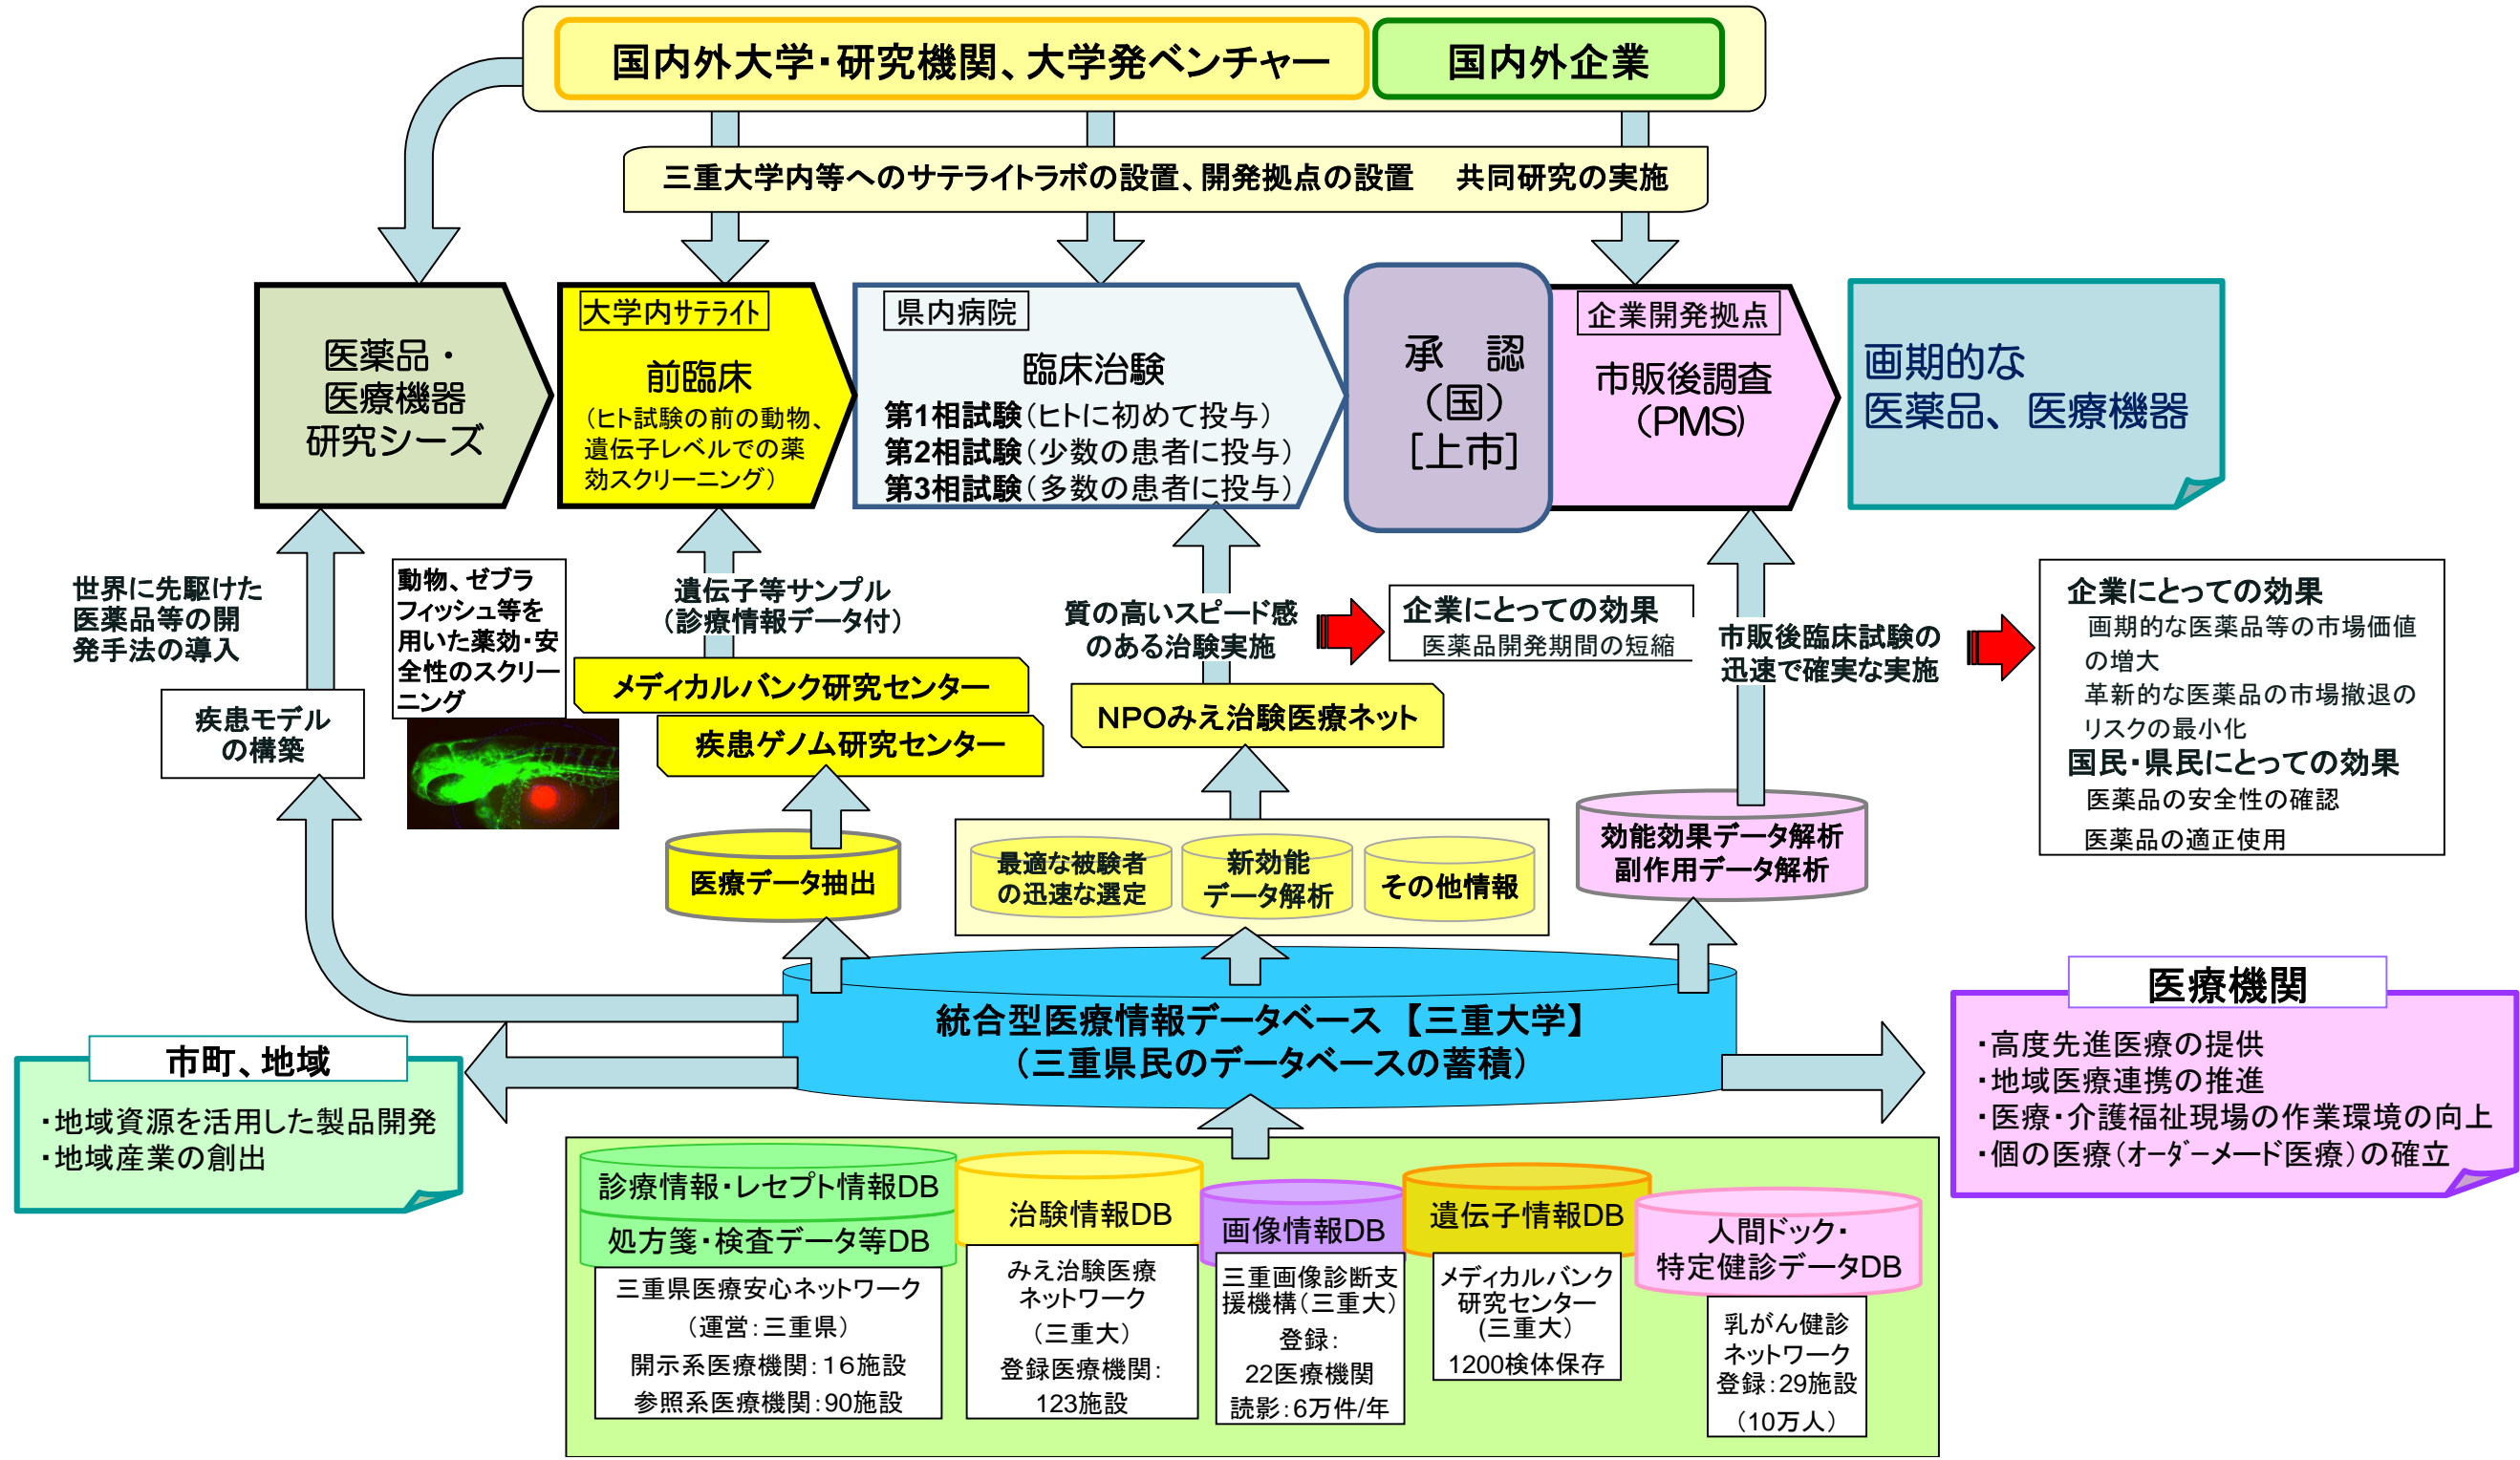 国内外大学・研究機関、大学発ベンチャー
国内外企業
三重大学内等へのサテライトラボの設置、開発拠点の設置　共同研究の実施
医薬品・
医療機器
研究シーズ
大学内ｻﾃﾗｲﾄ
前臨床
（ヒト試験の前の動物、
遺伝子レベルでの薬
効スクリーニング）
県内病院
臨床治験
第1相試験（ヒトに初めて投与）
第2相試験（少数の患者に投与）
第3相試験（多数の患者に投与）
承　認
（国）
［上市］
企業開発拠点
市販後調査
（PMS）
画期的な
医薬品、医療機器
世界に先駆けた
医薬品等の開
発手法の導入
動物、ゼブラ
フィッシュ等を
用いた薬効・安
全性のスクリー
ニング
遺伝子等サンプル
（診療情報データ付）
質の高いスピード感
のある治験実施
企業にとっての効果
医薬品開発期間の短縮
市販後臨床試験の
迅速で確実な実施
企業にとっての効果
画期的な医薬品等の市場価値
の増大
革新的な医薬品の市場撤退の
リスクの最小化
国民・県民にとっての効果
医薬品の安全性の確認
医薬品の適正使用
疾患モデル
の構築
メディカルバンク研究センター
疾患ゲノム研究センター
NPOみえ治験医療ネット
医療データ抽出
最適な被験者
の迅速な選定
新効能
データ解析
その他情報
効能効果データ解析
副作用データ解析
統合型医療情報データベース 【三重大学】
（三重県民のデータベースの蓄積）
市町、地域
・地域資源を活用した製品開発
・地域産業の創出
医療機関
・高度先進医療の提供
・地域医療連携の推進
・医療・介護福祉現場の作業環境の向上
・個の医療（ｵｰﾀﾞｰメード医療）の確立
診療情報・レセプト情報DB
処方箋・検査データ等DB
三重県医療安心ネットワーク
（運営：三重県）
開示系医療機関：１６施設
参照系医療機関：90施設
治験情報DB
みえ治験医療
ネットワーク
（三重大）
登録医療機関：
123施設
画像情報DB
三重画像診断支
援機構（三重大）
登録：
22医療機関
読影：6万件/年
遺伝子情報DB
メディカルバンク
研究センター
(三重大）
1200検体保存
人間ドック・
特定健診データDB
乳がん健診
ネットワーク
登録：29施設
（10万人）